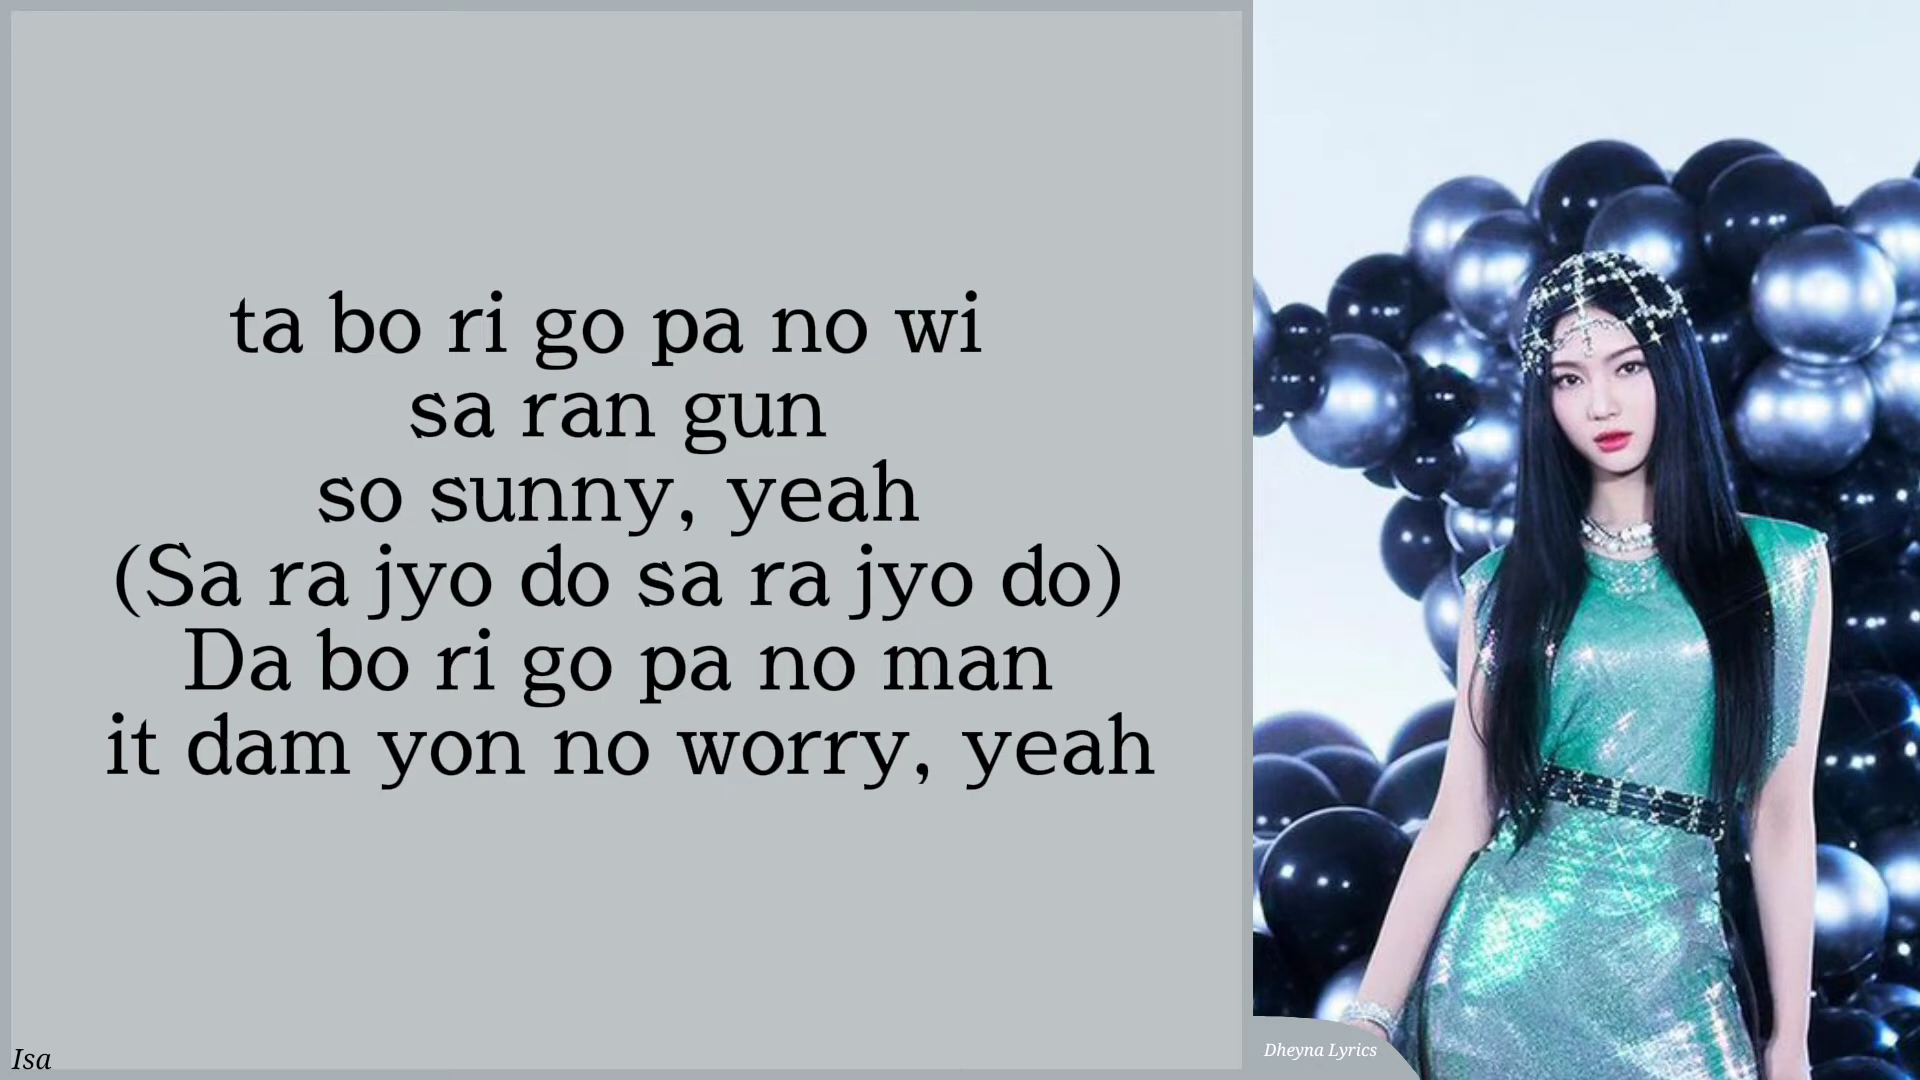 ta bo ri go pa no wi
sa ran gun
so sunny, yeah
(Sa ra jyo do sa ra jyo do)
Da bo ri go pa no man
it dam yon no worry, yeah
Isa
Dheyna Lyrics